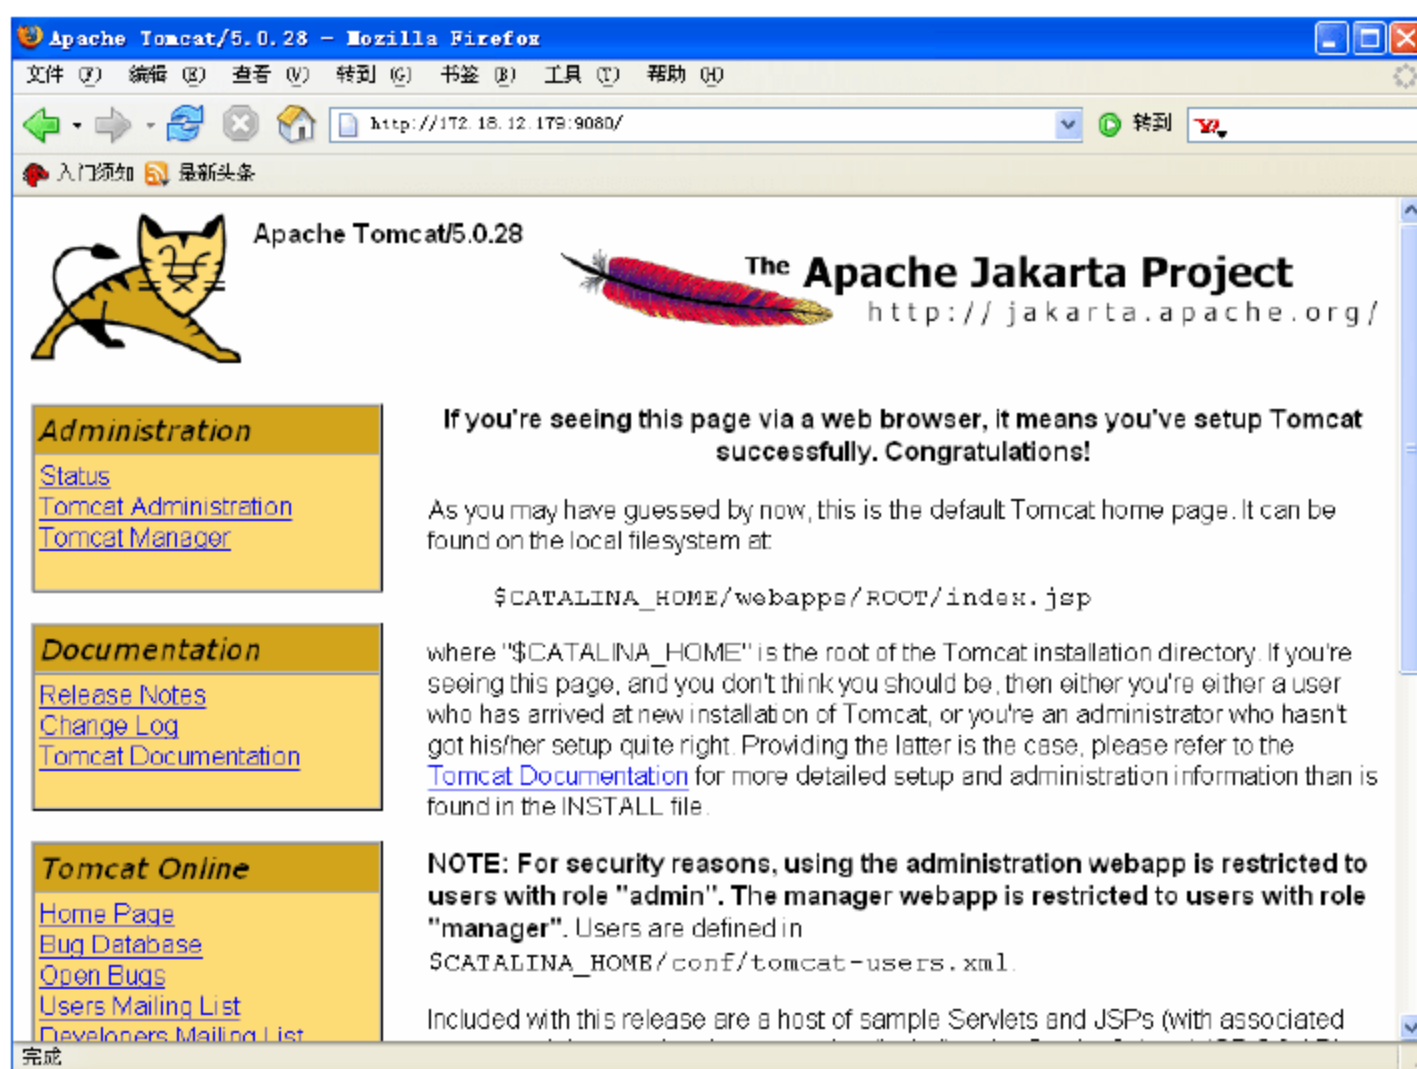 Apache Tomcat/5.0.28 - Mozilla Firefox
文件 (F) 编辑 (E) 查看 (V) 转到 (G) 书签 (B) 工具 (T) 帮助 (H)
http://172.18.12.179:9080/ 转到
入门须知 最新头条
Apache Tomcat/5.0.28
The Apache Jakarta Project
http://jakarta.apache.org/
Administration
Status
Tomcat Administration
Tomcat Manager
Documentation
Release Notes
Change Log
Tomcat Documentation
Tomcat Online
Home Page
Bug Database
Open Bugs
Users Mailing List
Developers Mailing List
If you're seeing this page via a web browser, it means you've setup Tomcat
successfully. Congratulations!
As you may have guessed by now, this is the default Tomcat home page. It can be
found on the local filesystem at:
$CATALINA_HOME/webapps/ROOT/index.jsp
where "$CATALINA_HOME" is the root of the Tomcat installation directory. If you're
seeing this page, and you don't think you should be, then either you're either a user
who has arrived at new installation of Tomcat, or you're an administrator who hasn't
got his/her setup quite right. Providing the latter is the case, please refer to the
Tomcat Documentation for more detailed setup and administration information than is
found in the INSTALL file.
NOTE: For security reasons, using the administration webapp is restricted to
users with role "admin". The manager webapp is restricted to users with role
"manager". Users are defined in
$CATALINA_HOME/conf/tomcat-users.xml.
Included with this release are a host of sample Servlets and JSPs (with associated
完成